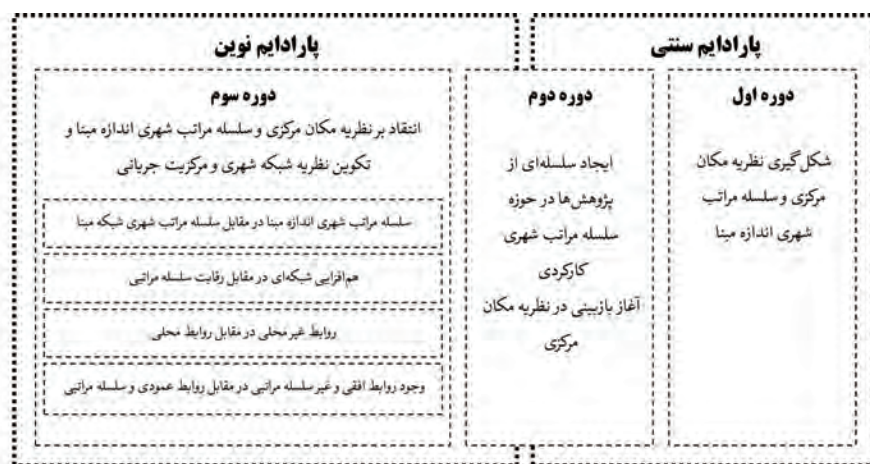 پارادایم سنتی
دوره اول
شکل‌گیری نظریه مکان
مرکزی و سلسله مراتب
شهری اندازه مبنا
دوره دوم
ایجاد سلسله‌ای از
پژوهش‌ها در حوزه
سلسله مراتب شهری
کارکردی
آغاز بازبینی در نظریه مکان
مرکزی
پارادایم نوین
دوره سوم
انتقاد بر نظریه مکان مرکزی و سلسله مراتب شهری اندازه مبنا و
تکوین نظریه شبکه شهری و مرکزیت جریانی
سلسله مراتب شهری اندازه مبنا در مقابل سلسله مراتب شهری شبکه مبنا
هم‌افزایی شبکه‌ای در مقابل رقابت سلسله مراتبی
روابط غیر محلی در مقابل روابط محلی
وجود روابط افقی و غیر سلسله مراتبی در مقابل روابط عمودی و سلسله مراتبی